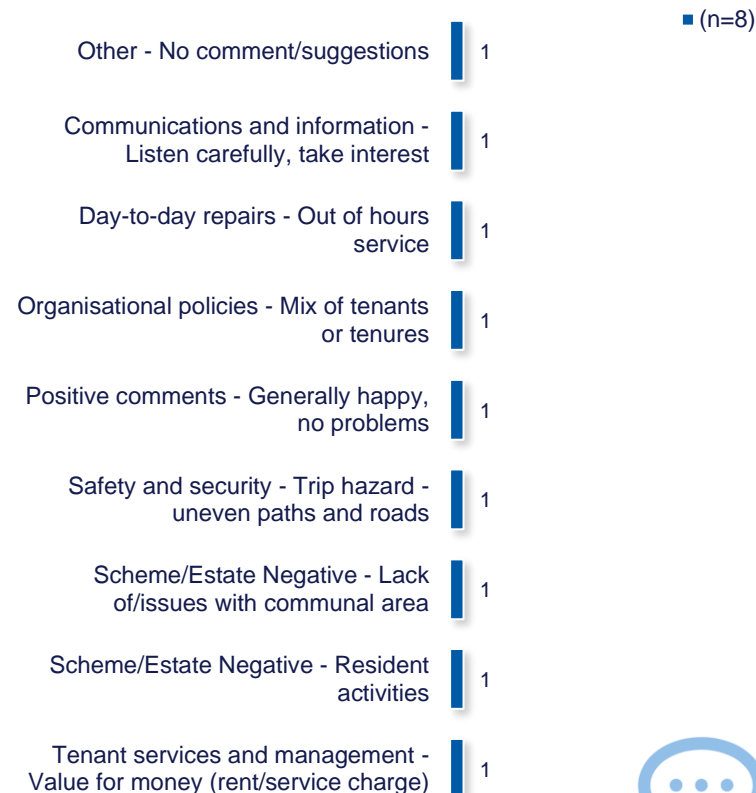 (n=8)
Other - No comment/suggestions
1
Communications and information -
Listen carefully, take interest
1
Day-to-day repairs - Out of hours
service
1
Organisational policies - Mix of tenants
or tenures
1
Positive comments - Generally happy,
no problems
1
Safety and security - Trip hazard -
uneven paths and roads
1
Scheme/Estate Negative - Lack
of/issues with communal area
1
Scheme/Estate Negative - Resident
activities
1
Tenant services and management -
Value for money (rent/service charge)
1